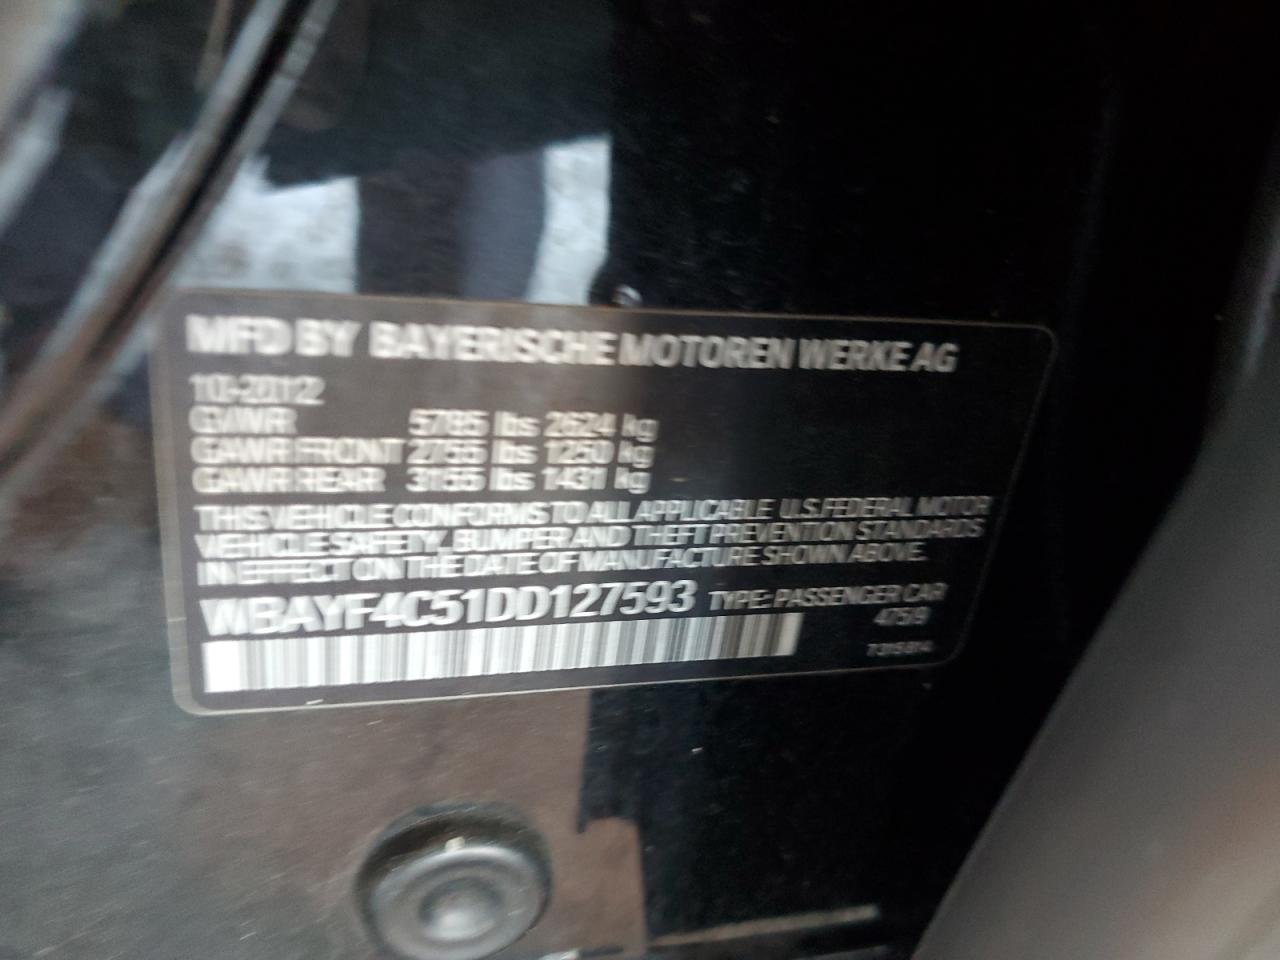 MFD BY BAYERISCHE MOTOREN WERKE AG
10-2012
GVWR 5785 lbs 2624 kg
GAWR FRONT 2755 lbs 1250 kg
GAWR REAR 3155 lbs 1431 kg
THIS VEHICLE CONFORMS TO ALL APPLICABLE U.S. FEDERAL MOTOR
VEHICLE SAFETY, BUMPER AND THEFT PREVENTION STANDARDS
IN EFFECT ON THE DATE OF MANUFACTURE SHOWN ABOVE.
WBAYF4C51DD127593 TYPE: PASSENGER CAR
475/9